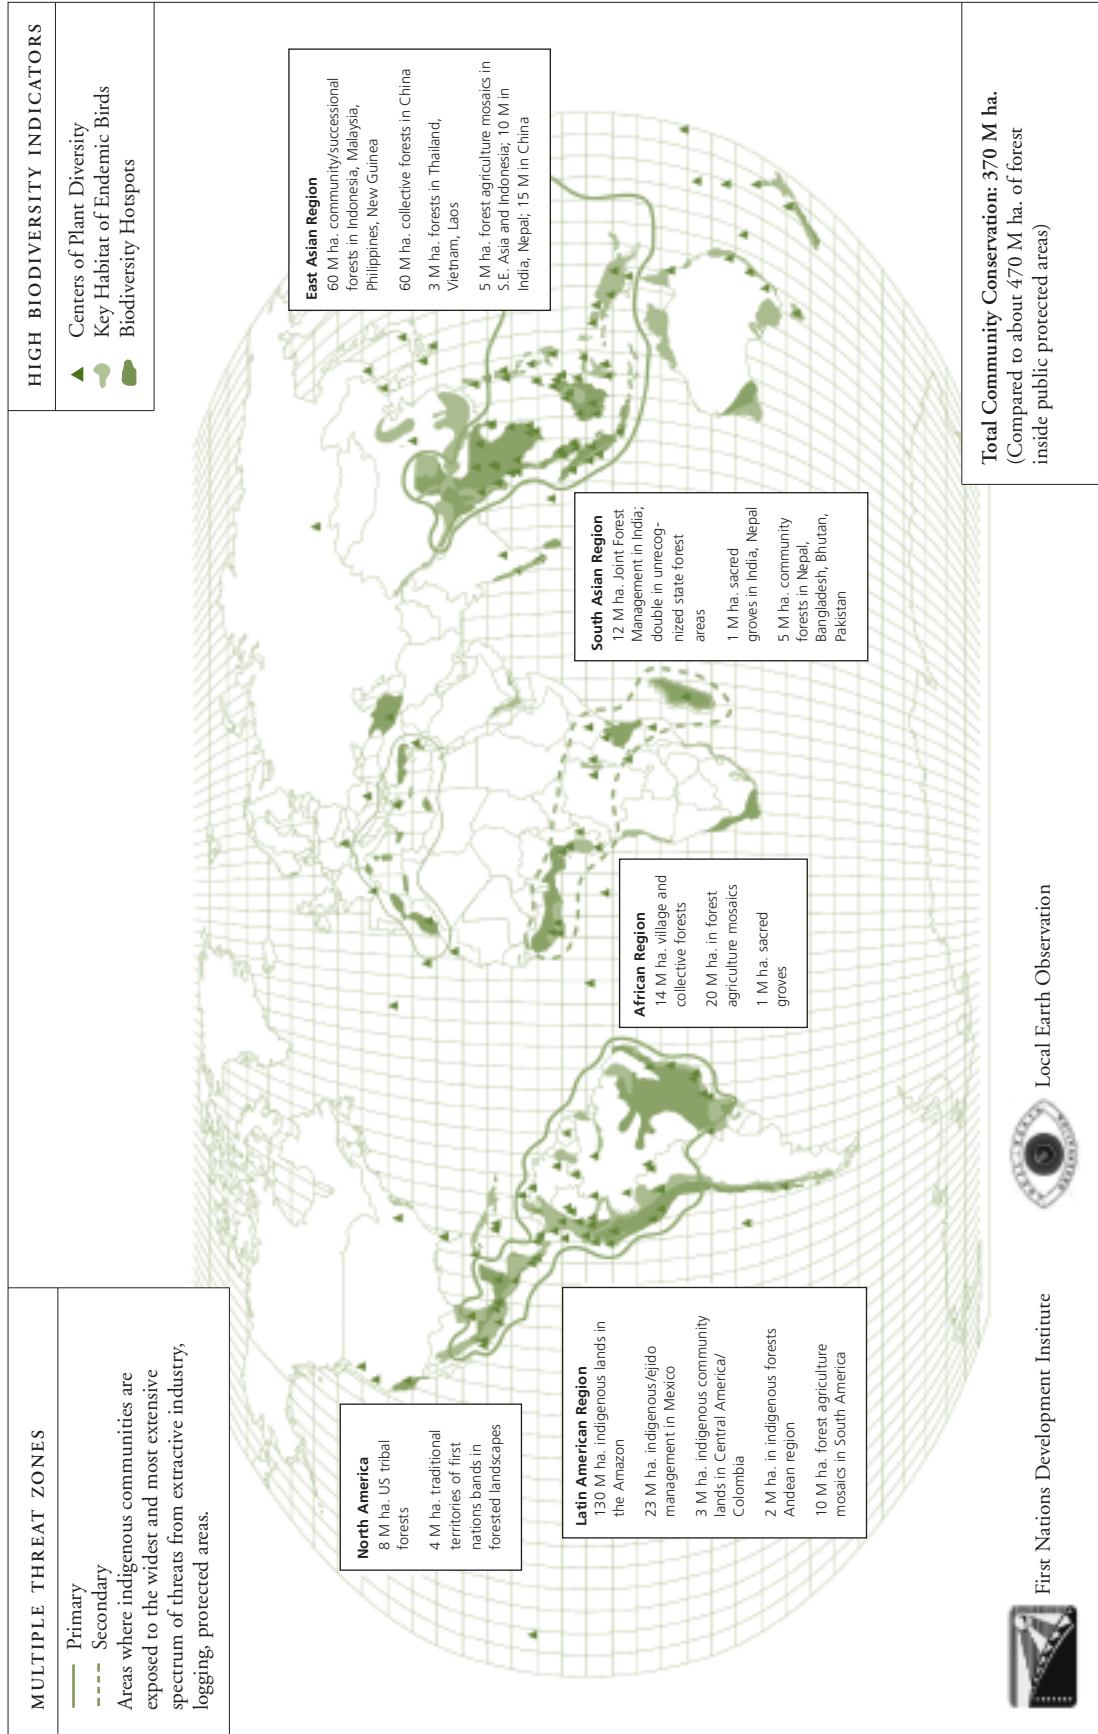 MULTIPLE THREAT ZONES
Primary
Secondary
Areas where indigenous communities are
exposed to the widest and most extensive
spectrum of threats from extractive industry,
logging, protected areas.
HIGH BIODIVERSITY INDICATORS
Centers of Plant Diversity
Key Habitat of Endemic Birds
Biodiversity Hotspots
North America
8 M ha. US tribal
forests
4 M ha. traditional
territories of first
nations bands in
forested landscapes
Latin American Region
130 M ha. indigenous lands in
the Amazon
23 M ha. indigenous/ejido
management in Mexico
3 M ha. indigenous community
lands in Central America/
Colombia
2 M ha. in indigenous forests
Andean region
10 M ha. forest agriculture
mosaics in South America
African Region
14 M ha. village and
collective forests
20 M ha. in forest
agriculture mosaics
1 M ha. sacred
groves
South Asian Region
12 M ha. Joint Forest
Management in India;
double in unrecog-
nized state forest
areas
1 M ha. sacred
groves in India, Nepal
5 M ha. community
forests in Nepal,
Bangladesh, Bhutan,
Pakistan
East Asian Region
60 M ha. community/successional
forests in Indonesia, Malaysia,
Philippines, New Guinea
60 M ha. collective forests in China
3 M ha. forests in Thailand,
Vietnam, Laos
5 M ha. forest agriculture mosaics in
S.E. Asia and Indonesia; 10 M in
India, Nepal; 15 M in China
Total Community Conservation: 370 M ha.
(Compared to about 470 M ha. of forest
inside public protected areas)
First Nations Development Institute
Local Earth Observation